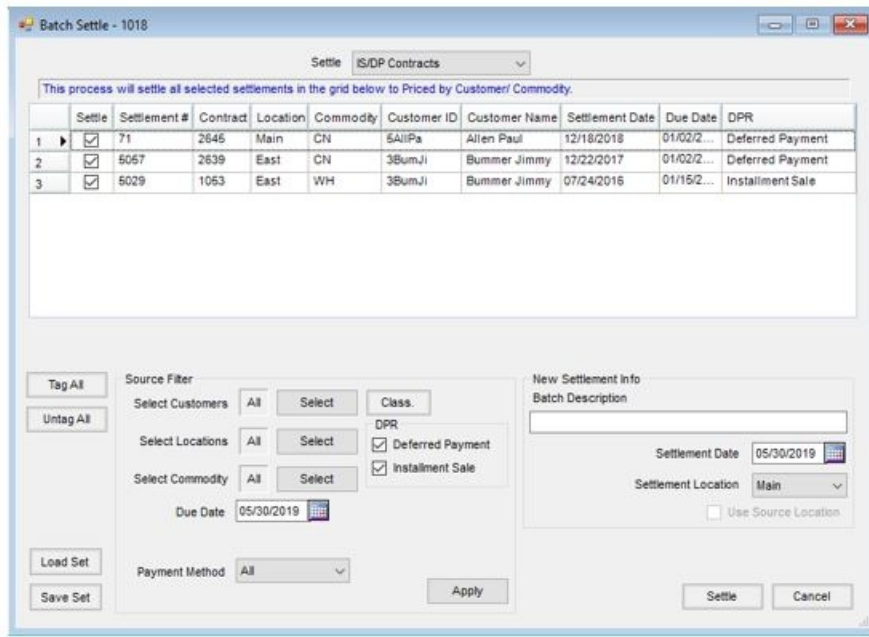 Batch Settle - 1018
Settle IS/DP Contracts
This process will settle all selected settlements in the grid below to Priced by Customer/ Commodity.
Settle Settlement # Contract Location Commodity Customer ID Customer Name Settlement Date Due Date DPR
1 71 2645 Main CN 5AllPa Allen Paul 12/18/2018 01/02/2... Deferred Payment
2 5057 2639 East CN 3BumJi Bummer Jimmy 12/22/2017 01/02/2... Deferred Payment
3 5029 1053 East WH 3BumJi Bummer Jimmy 07/24/2016 01/15/2... Installment Sale
Tag All
Untag All
Source Filter
Select Customers All Select Class.
DPR
Select Locations All Select Deferred Payment
Installment Sale
Select Commodity All Select
Due Date 05/30/2019
Payment Method All
Apply
Load Set
Save Set
New Settlement Info
Batch Description
Settlement Date 05/30/2019
Settlement Location Main
Use Source Location
Settle Cancel